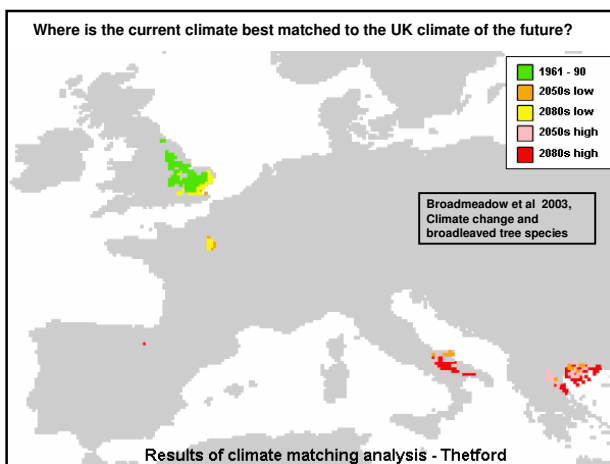 Where is the current climate best matched to the UK climate of the future?
1961 - 90
2050s low
2080s low
2050s high
2080s high
Broadmeadow et al 2003,
Climate change and
broadleaved tree species
Results of climate matching analysis - Thetford